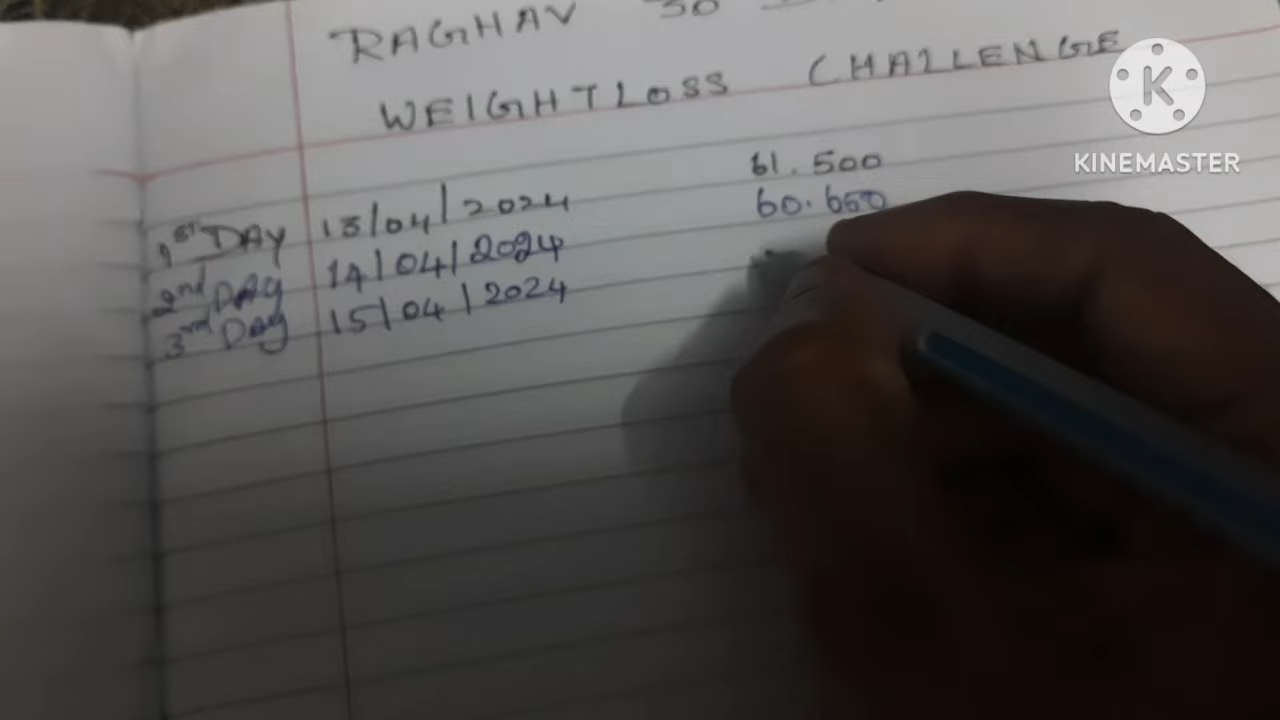 RAGHAV 30
WEIGHTLOSS CHALLENGE
K
KINEMASTER
1ST DAY 13/04/2024 61.500
2nd DAY 14/04/2024 60.650
3rd DAY 15/04/2024